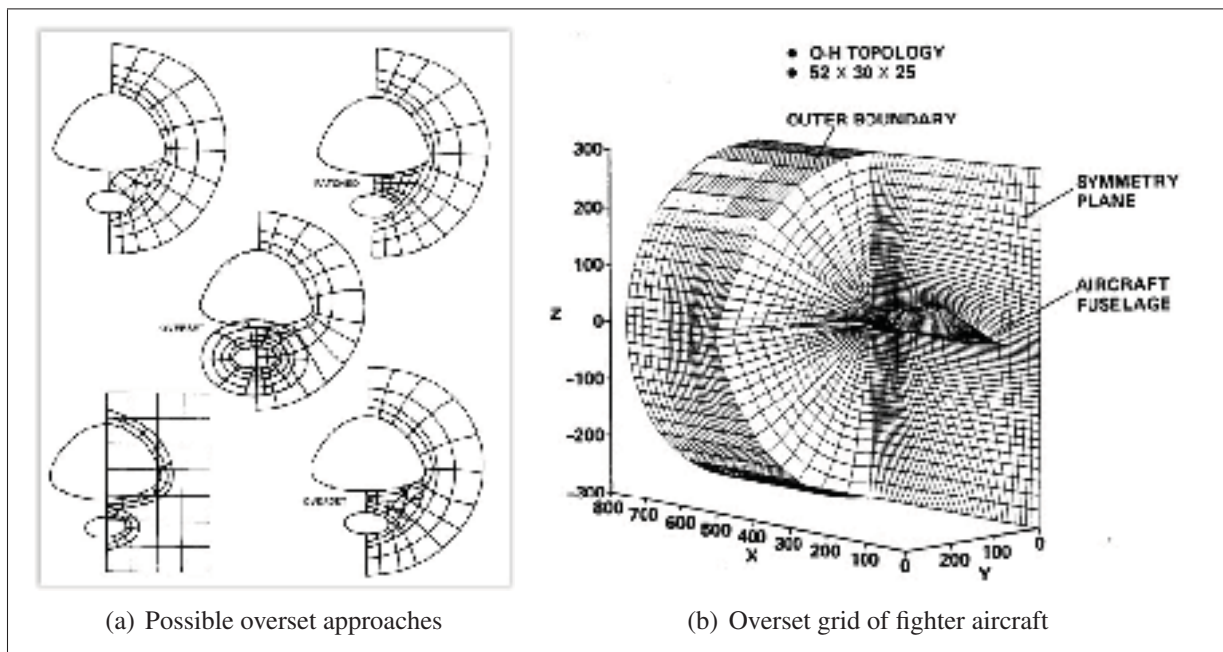 PATCHED
OVERSET
OVERSET
(a) Possible overset approaches
● O-H TOPOLOGY
● 52 X 30 X 25
OUTER BOUNDARY
SYMMETRY
PLANE
AIRCRAFT
FUSELAGE
300
200
100
0
-100
-200
-300
Z
800
700
600
500
400
300
200
100
0
X
200
100
0
Y
(b) Overset grid of fighter aircraft